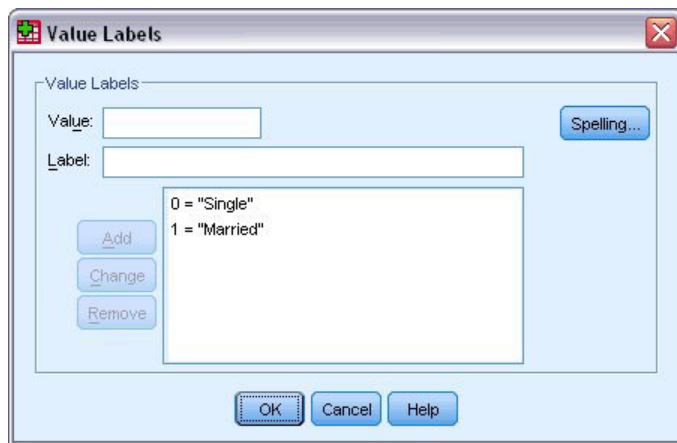 Value Labels
Value Labels
Value:
Spelling...
Label:
0 = "Single"
1 = "Married"
Add
Change
Remove
OK
Cancel
Help